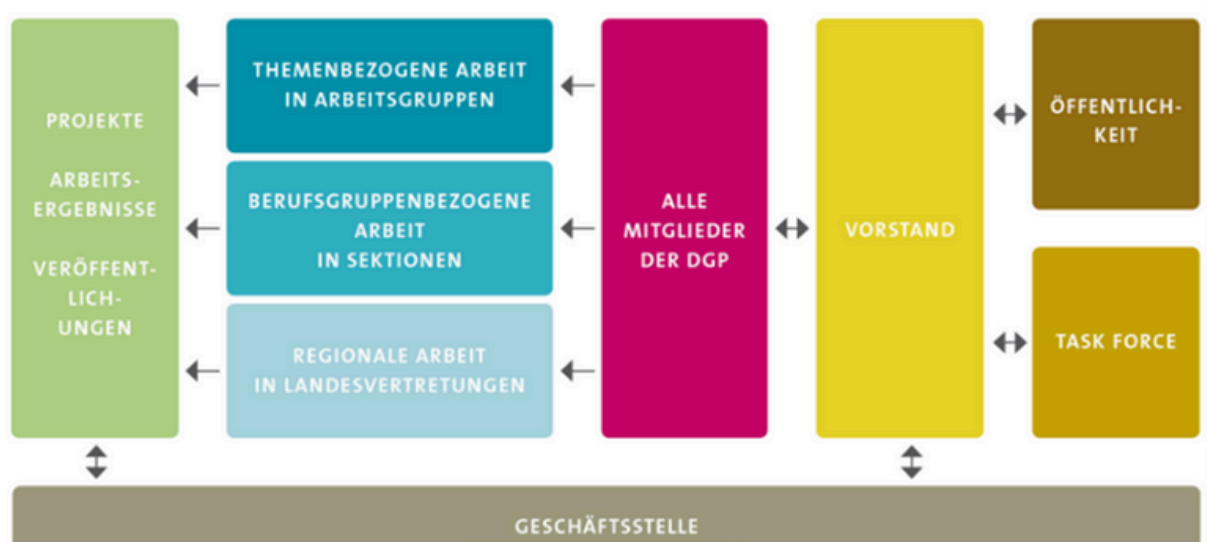 PROJEKTE
ARBEITS-
ERGEBNISSE
VERÖFFENT-
LICH-
UNGEN
THEMENBEZOGENE ARBEIT
IN ARBEITSGRUPPEN
BERUFSGRUPPENBEZOGENE
ARBEIT
IN SEKTIONEN
REGIONALE ARBEIT
IN LANDESVERTRETUNGEN
ALLE
MITGLIEDER
DER DGP
VORSTAND
ÖFFENTLICH-
KEIT
TASK FORCE
GESCHÄFTSSTELLE